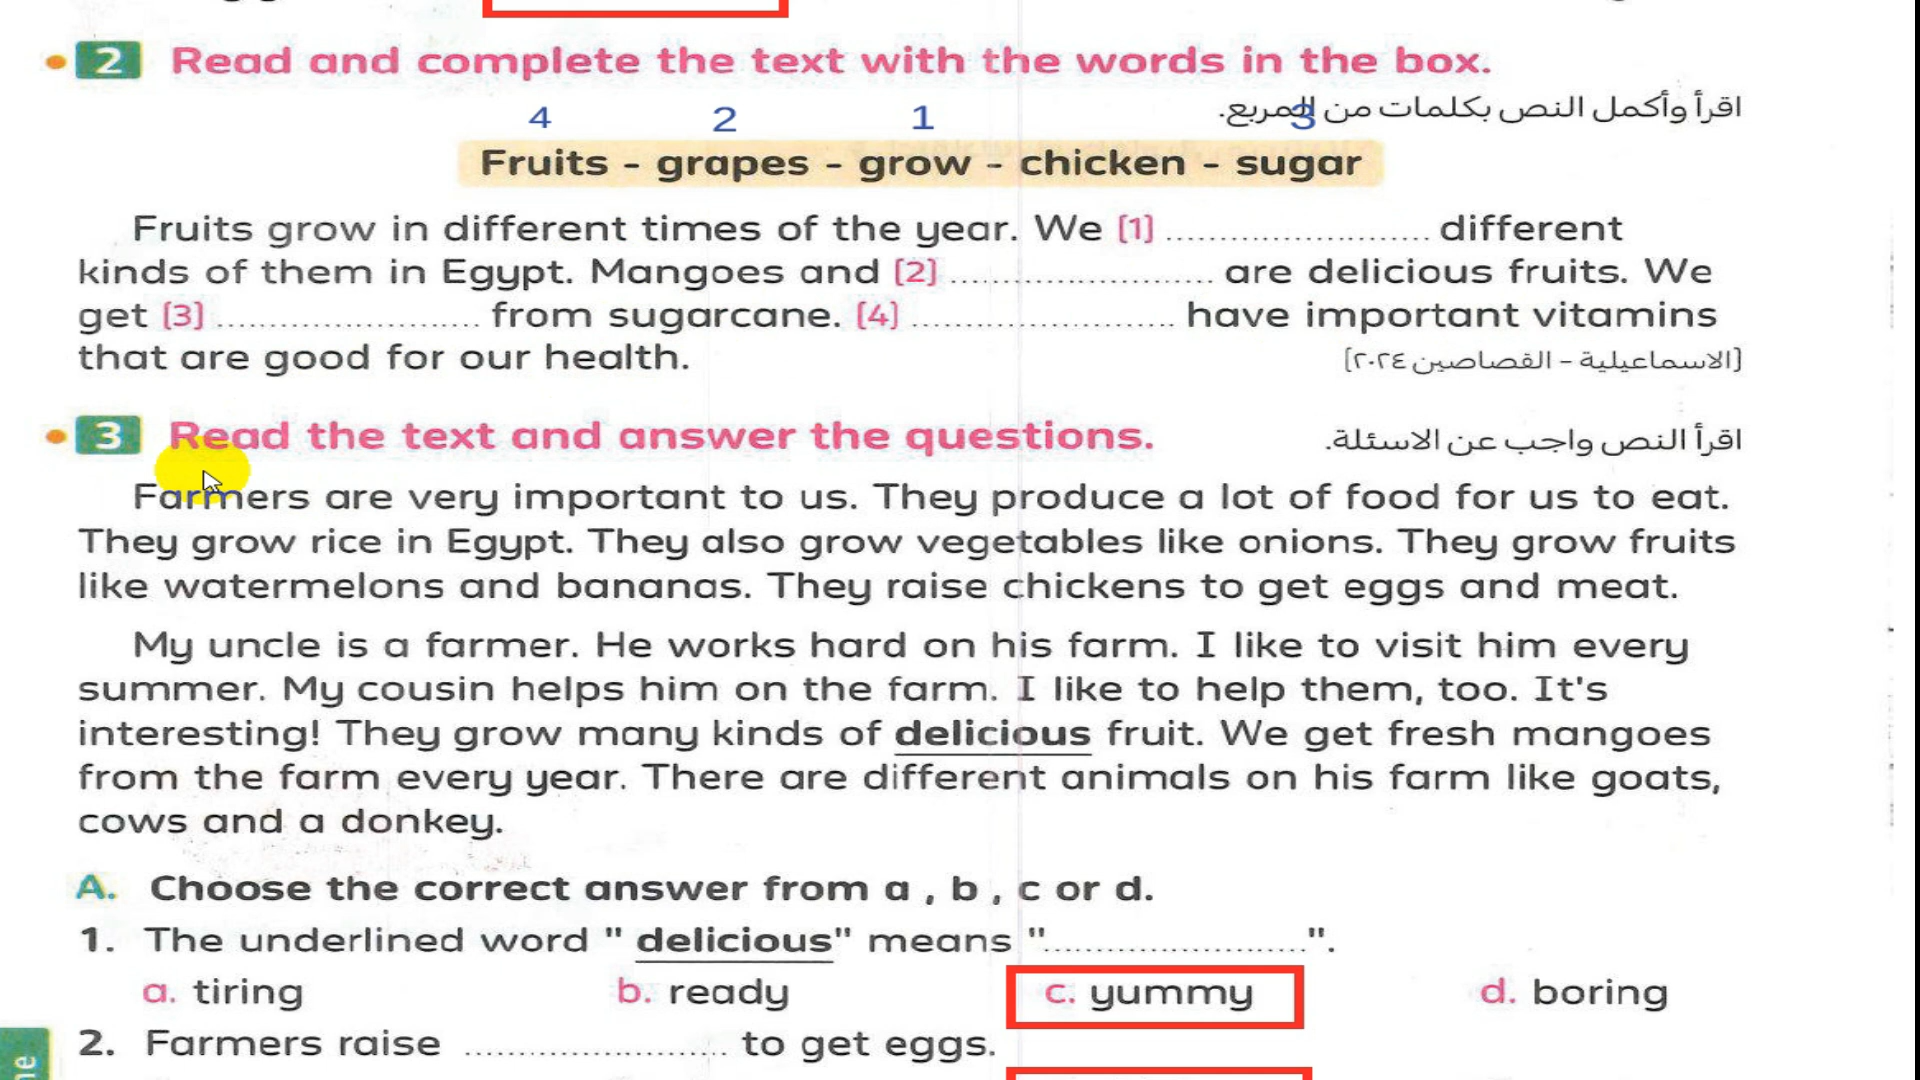 2 Read and complete the text with the words in the box.
اقرأ وأكمل النص بكلمات من المربع.
4 2 1 3
Fruits - grapes - grow - chicken - sugar
Fruits grow in different times of the year. We [1] .......................... different
kinds of them in Egypt. Mangoes and [2] .......................... are delicious fruits. We
get [3] .......................... from sugarcane. [4] .......................... have important vitamins
that are good for our health.
[الاسماعيلية - القصاصين ٢٠٢٤]
3 Read the text and answer the questions.
اقرأ النص واجب عن الاسئلة.
Farmers are very important to us. They produce a lot of food for us to eat.
They grow rice in Egypt. They also grow vegetables like onions. They grow fruits
like watermelons and bananas. They raise chickens to get eggs and meat.
My uncle is a farmer. He works hard on his farm. I like to visit him every
summer. My cousin helps him on the farm. I like to help them, too. It's
interesting! They grow many kinds of delicious fruit. We get fresh mangoes
from the farm every year. There are different animals on his farm like goats,
cows and a donkey.
A. Choose the correct answer from a , b , c or d.
1. The underlined word " delicious" means "..........................".
a. tiring b. ready c. yummy d. boring
2. Farmers raise .......................... to get eggs.